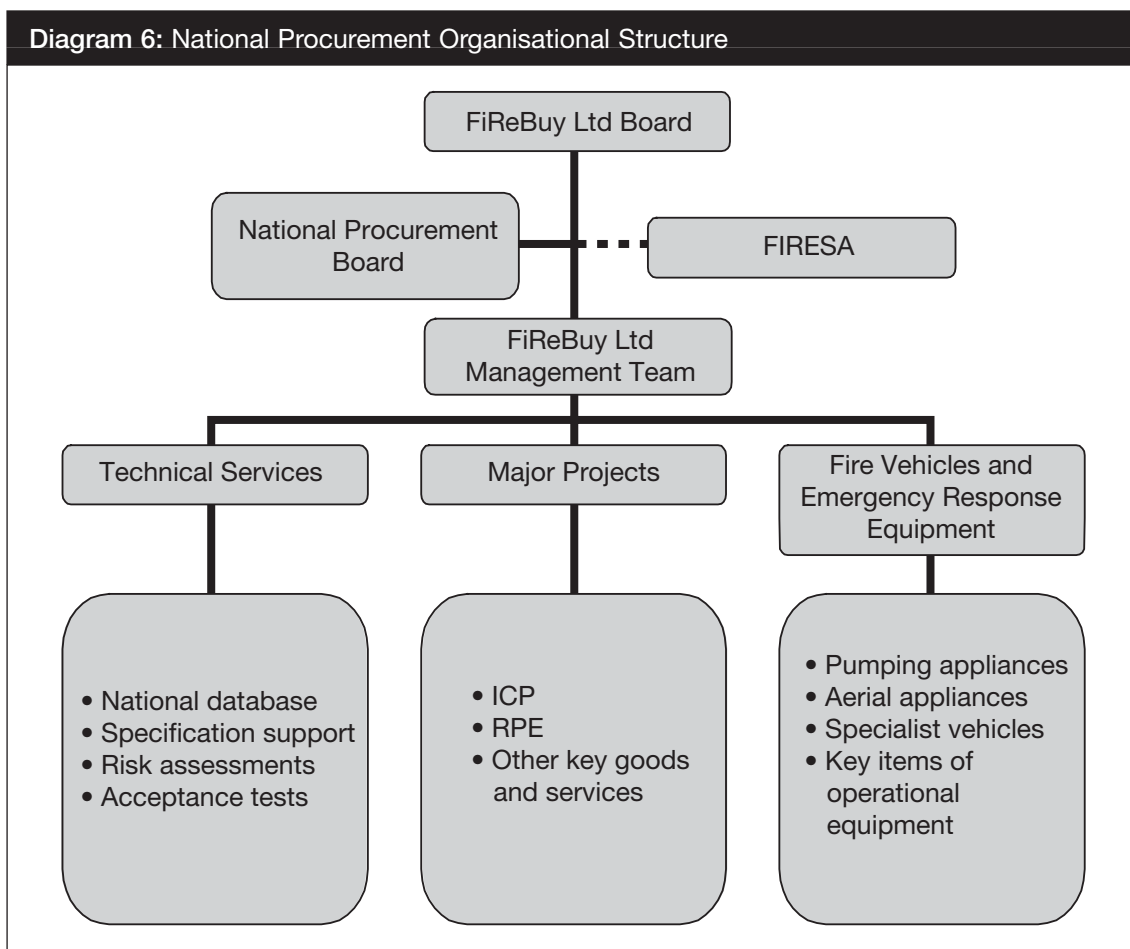 Diagram 6: National Procurement Organisational Structure
FiReBuy Ltd Board
National Procurement
Board
FIRESA
FiReBuy Ltd
Management Team
Technical Services
Major Projects
Fire Vehicles and
Emergency Response
Equipment
• National database
• Specification support
• Risk assessments
• Acceptance tests
• ICP
• RPE
• Other key goods
and services
• Pumping appliances
• Aerial appliances
• Specialist vehicles
• Key items of
operational
equipment